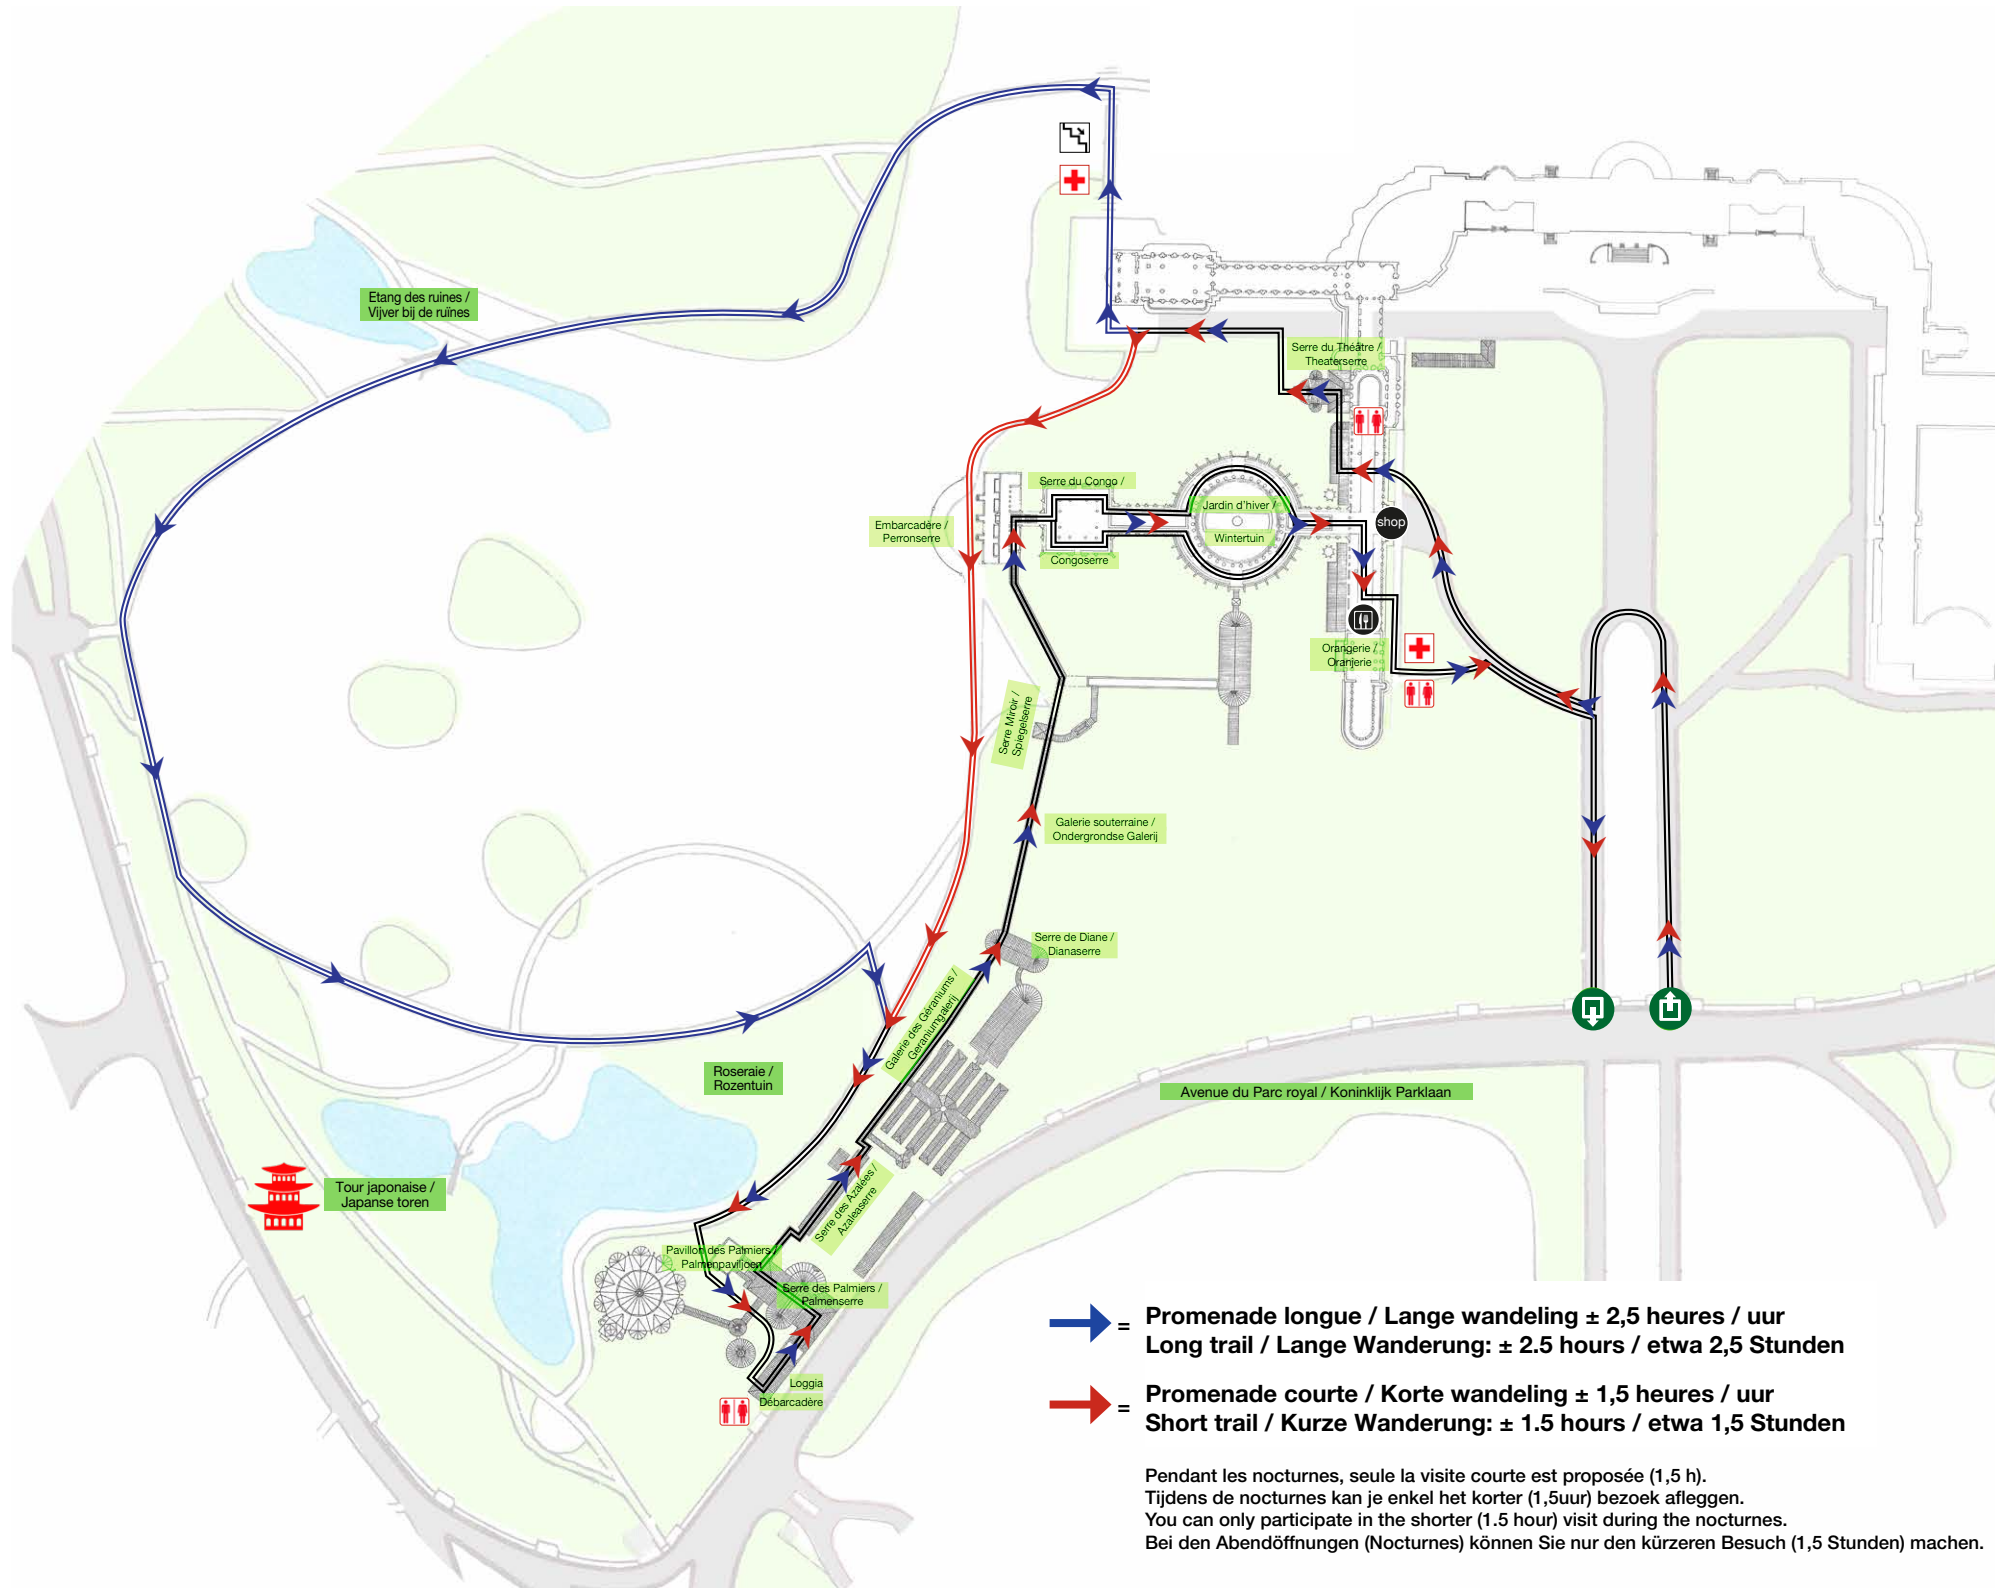 Etang des ruines /
Vijver bij de ruïnes
Serre du Théâtre /
Theaterserre
Serre du Congo /
Congoserre
Jardin d'hiver /
Wintertuin
shop
Embarcadère /
Perronserre
Orangerie /
Oranjerie
Serre Miroir /
Spiegelserre
Galerie souterraine /
Ondergrondse Galerij
Serre de Diane /
Dianaserre
Galerie des Géraniums /
Geraniumgalerij
Roseraie /
Rozentuin
Avenue du Parc royal / Koninklijk Parklaan
Tour japonaise /
Japanse toren
Serre des Azalées /
Azaleaserre
Pavillon des Palmiers /
Palmenpaviljoen
Serre des Palmiers /
Palmenserre
Loggia
Débarcadère
= Promenade longue / Lange wandeling ± 2,5 heures / uur
Long trail / Lange Wanderung: ± 2.5 hours / etwa 2,5 Stunden
= Promenade courte / Korte wandeling ± 1,5 heures / uur
Short trail / Kurze Wanderung: ± 1.5 hours / etwa 1,5 Stunden
Pendant les nocturnes, seule la visite courte est proposée (1,5 h).
Tijdens de nocturnes kan je enkel het korter (1,5uur) bezoek afleggen.
You can only participate in the shorter (1.5 hour) visit during the nocturnes.
Bei den Abendöffnungen (Nocturnes) können Sie nur den kürzeren Besuch (1,5 Stunden) machen.